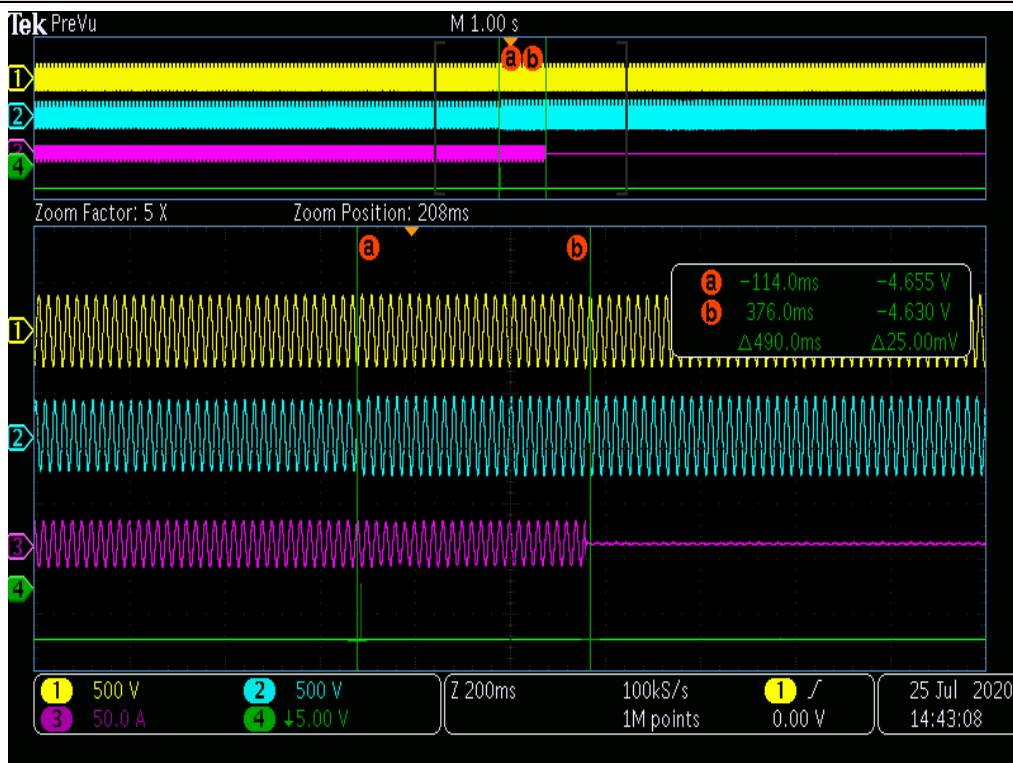 Tek PreVu M 1.00 s
a b
1
2
3
4
Zoom Factor: 5 X Zoom Position: 208ms
a b
a -114.0ms -4.655 V
b 376.0ms -4.630 V
△490.0ms △25.00mV
1
2
3
4
1 500 V 2 500 V Z 200ms 100kS/s 1 ∫ 25 Jul 2020
3 50.0 A 4 ↓5.00 V 1M points 0.00 V 14:43:08